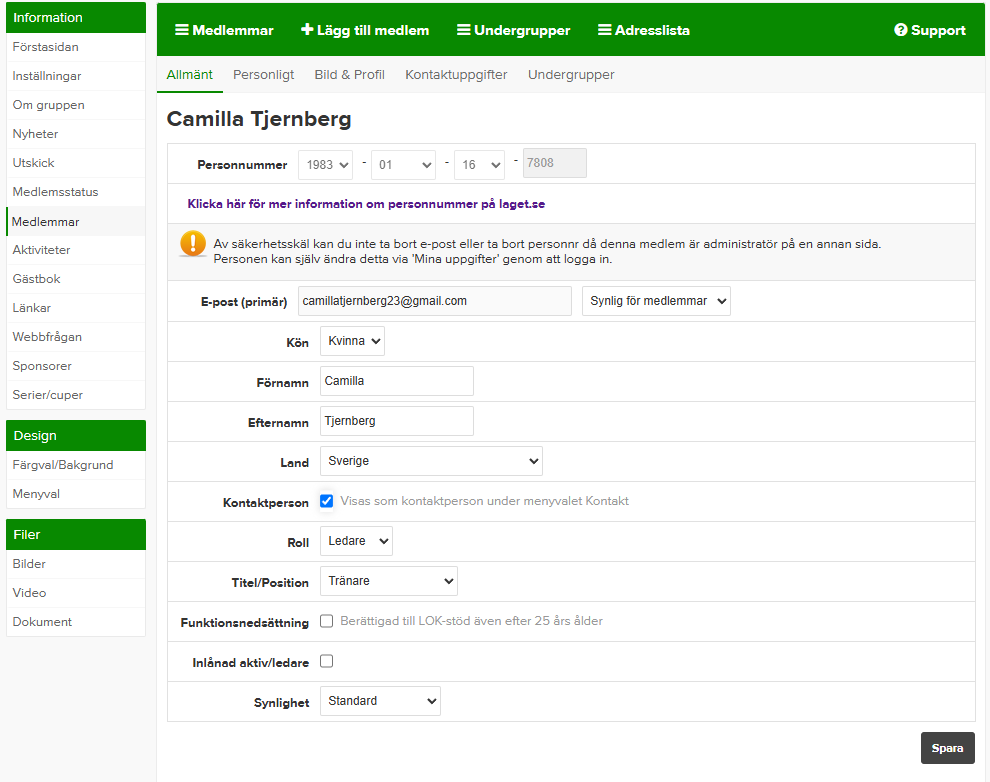 Information
Förstasidan
Inställningar
Om gruppen
Nyheter
Utskick
Medlemsstatus
Medlemmar
Aktiviteter
Gästbok
Länkar
Webbfrågan
Sponsorer
Serier/cuper
Design
Färgval/Bakgrund
Menyval
Filer
Bilder
Video
Dokument
Medlemmar Lägg till medlem Undergrupper Adresslista Support
Allmänt Personligt Bild & Profil Kontaktuppgifter Undergrupper
Camilla Tjernberg
Personnummer 1983 - 01 - 16 - 7808
Klicka här för mer information om personnummer på laget.se
Av säkerhetsskäl kan du inte ta bort e-post eller ta bort personnr då denna medlem är administratör på en annan sida.
Personen kan själv ändra detta via 'Mina uppgifter' genom att logga in.
E-post (primär) camillatjernberg23@gmail.com Synlig för medlemmar
Kön Kvinna
Förnamn Camilla
Efternamn Tjernberg
Land Sverige
Kontaktperson Visas som kontaktperson under menyvalet Kontakt
Roll Ledare
Titel/Position Tränare
Funktionsnedsättning Berättigad till LOK-stöd även efter 25 års ålder
Inlånad aktiv/ledare
Synlighet Standard
Spara